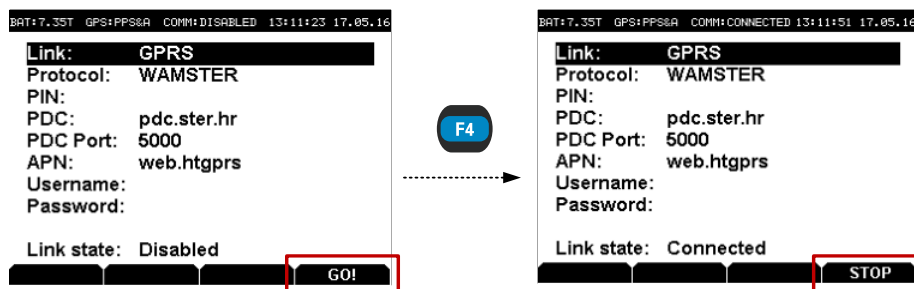 BAT:7.35T GPS:PPS&A COMM:DISABLED 13:11:23 17.05.16
Link: GPRS
Protocol: WAMSTER
PIN:
PDC: pdc.ster.hr
PDC Port: 5000
APN: web.htgprs
Username:
Password:
Link state: Disabled
GO!
F4
BAT:7.35T GPS:PPS&A COMM:CONNECTED 13:11:51 17.05.16
Link: GPRS
Protocol: WAMSTER
PIN:
PDC: pdc.ster.hr
PDC Port: 5000
APN: web.htgprs
Username:
Password:
Link state: Connected
STOP